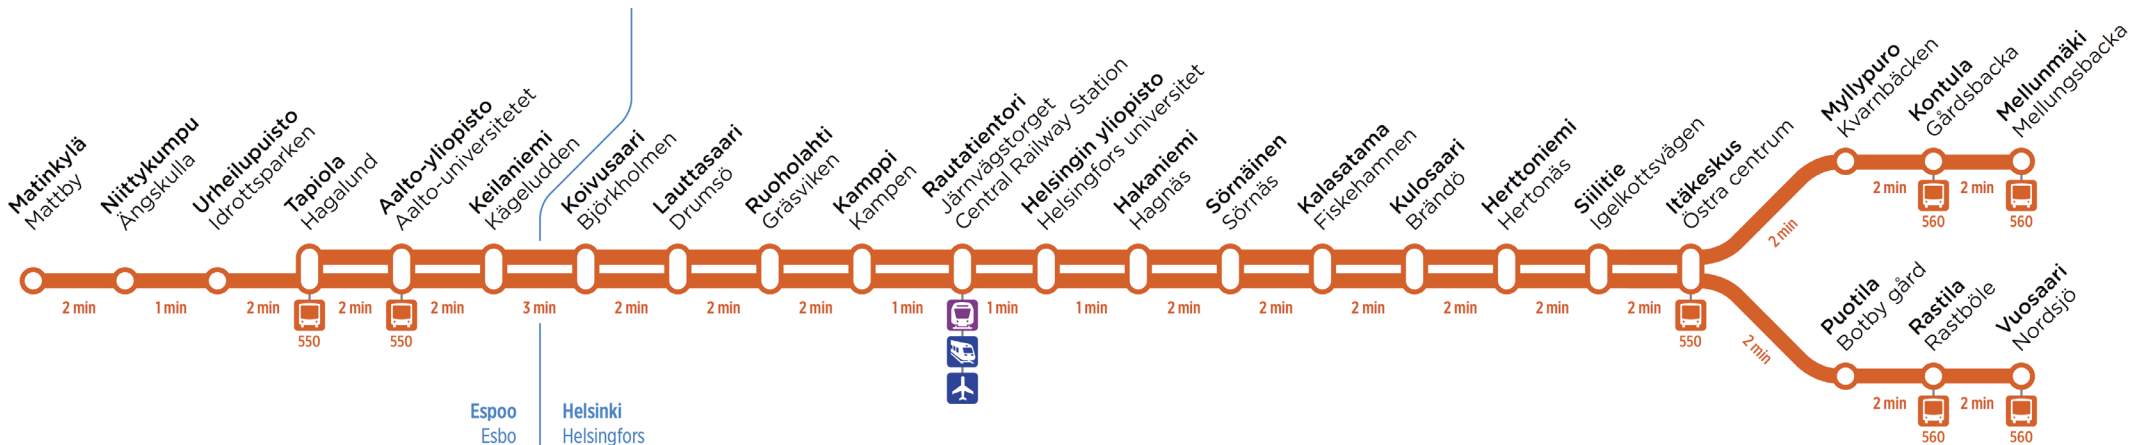 Matinkylä
Mattby
Niittykumpu
Ängskulla
Urheilupuisto
Idrottsparken
Tapiola
Hagalund
Aalto-yliopisto
Aalto-universitetet
Keilaniemi
Kägeludden
Koivusaari
Björkholmen
Lauttasaari
Drumsö
Ruoholahti
Gräsviken
Kamppi
Kampen
Rautatientori
Järnvägstorget
Central Railway Station
Helsingin yliopisto
Helsingfors universitet
Hakaniemi
Hagnäs
Sörnäinen
Sörnäs
Kalasatama
Fiskehamnen
Kulosaari
Brändö
Herttoniemi
Hertonäs
Siilitie
Igelkottsvägen
Itäkeskus
Östra centrum
Myllypuro
Kvarnbäcken
Kontula
Gårdsbacka
Mellunmäki
Mellungsbacka
2 min
2 min
2 min
560
560
Puotila
Botby gård
Rastila
Rastböle
Vuosaari
Nordsjö
2 min
2 min
2 min
560
560
2 min
1 min
2 min
2 min
2 min
3 min
2 min
2 min
2 min
1 min
1 min
1 min
2 min
2 min
2 min
2 min
2 min
2 min
550
550
550
Espoo
Esbo
Helsinki
Helsingfors